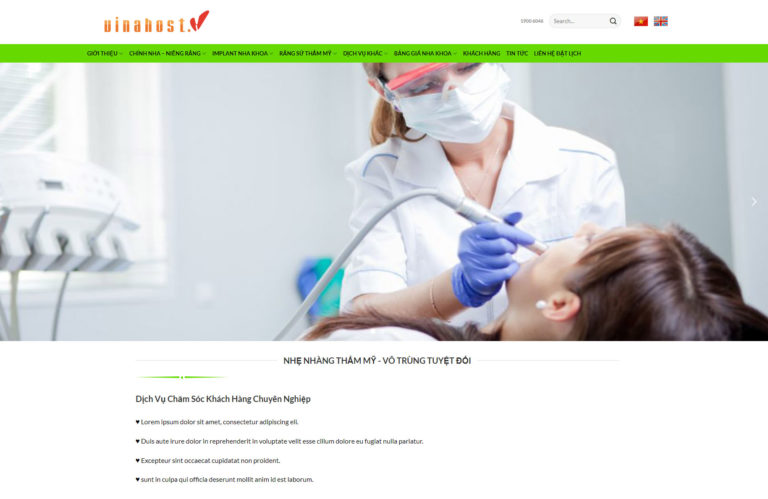 vinahost.
1900 6046
Search...
GIỚI THIỆU
CHỈNH NHA – NIỀNG RĂNG
IMPLANT NHA KHOA
RĂNG SỨ THẨM MỸ
DỊCH VỤ KHÁC
BẢNG GIÁ NHA KHOA
KHÁCH HÀNG
TIN TỨC
LIÊN HỆ ĐẶT LỊCH
NHẸ NHÀNG THẨM MỸ - VÔ TRÙNG TUYỆT ĐỐI
Dịch Vụ Chăm Sóc Khách Hàng Chuyên Nghiệp
♥ Lorem ipsum dolor sit amet, consectetur adipiscing eli.
♥ Duis aute irure dolor in reprehenderit in voluptate velit esse cillum dolore eu fugiat nulla pariatur.
♥ Excepteur sint occaecat cupidatat non proident.
♥ sunt in culpa qui officia deserunt mollit anim id est laborum.